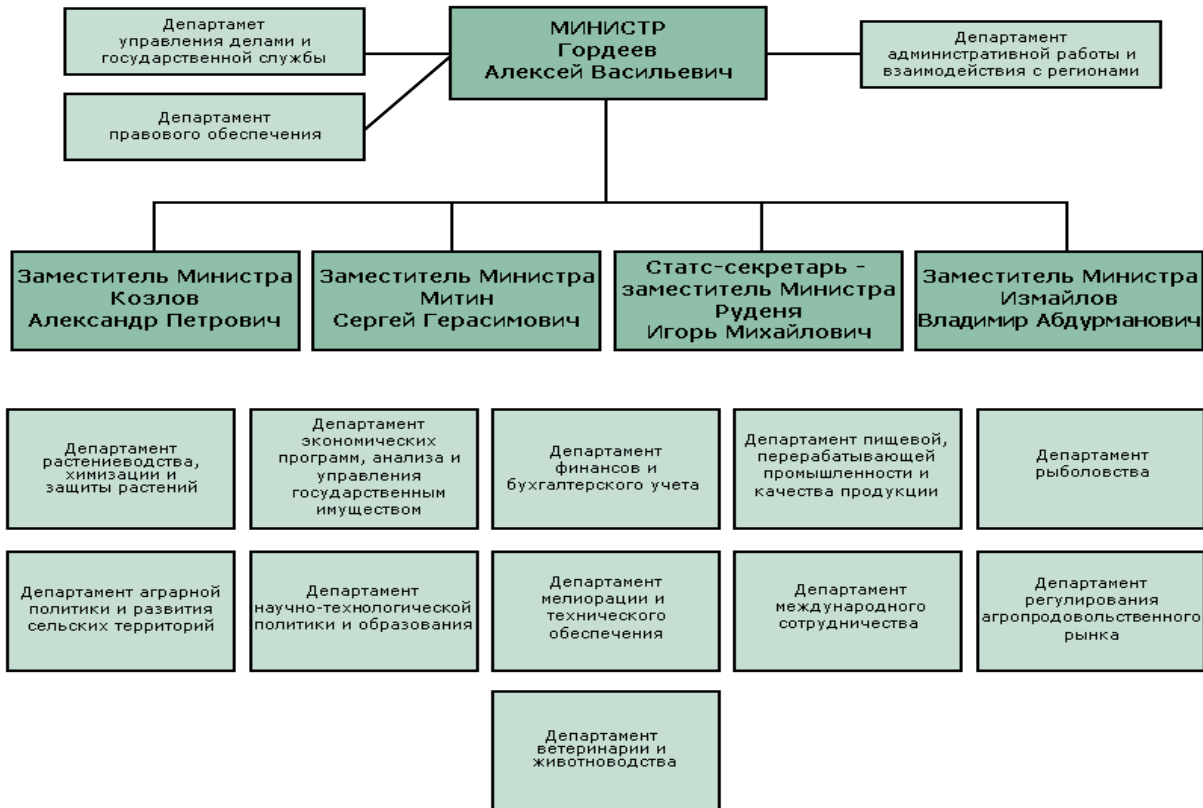 Департамет
управления делами и
государственной службы
МИНИСТР
Гордеев
Алексей Васильевич
Департамент
административной работы и
взаимодействия с регионами
Департамент
правового обеспечения
Заместитель Министра
Козлов
Александр Петрович
Заместитель Министра
Митин
Сергей Герасимович
Статс-секретарь -
заместитель Министра
Руденя
Игорь Михайлович
Заместитель Министра
Измайлов
Владимир Абдурманович
Департамент
растениеводства,
химизации и
защиты растений
Департамент
экономических
программ, анализа и
управления
государственным
имуществом
Департамент
финансов и
бухгалтерского учета
Департамент пищевой,
перерабатывающей
промышленности и
качества продукции
Департамент
рыболовства
Департамент аграрной
политики и развития
сельских территорий
Департамент
научно-технологической
политики и образования
Департамент
мелиорации и
технического
обеспечения
Департамент
международного
сотрудничества
Департамент
регулирования
агропродовольственного
рынка
Департамент
ветеринарии и
животноводства